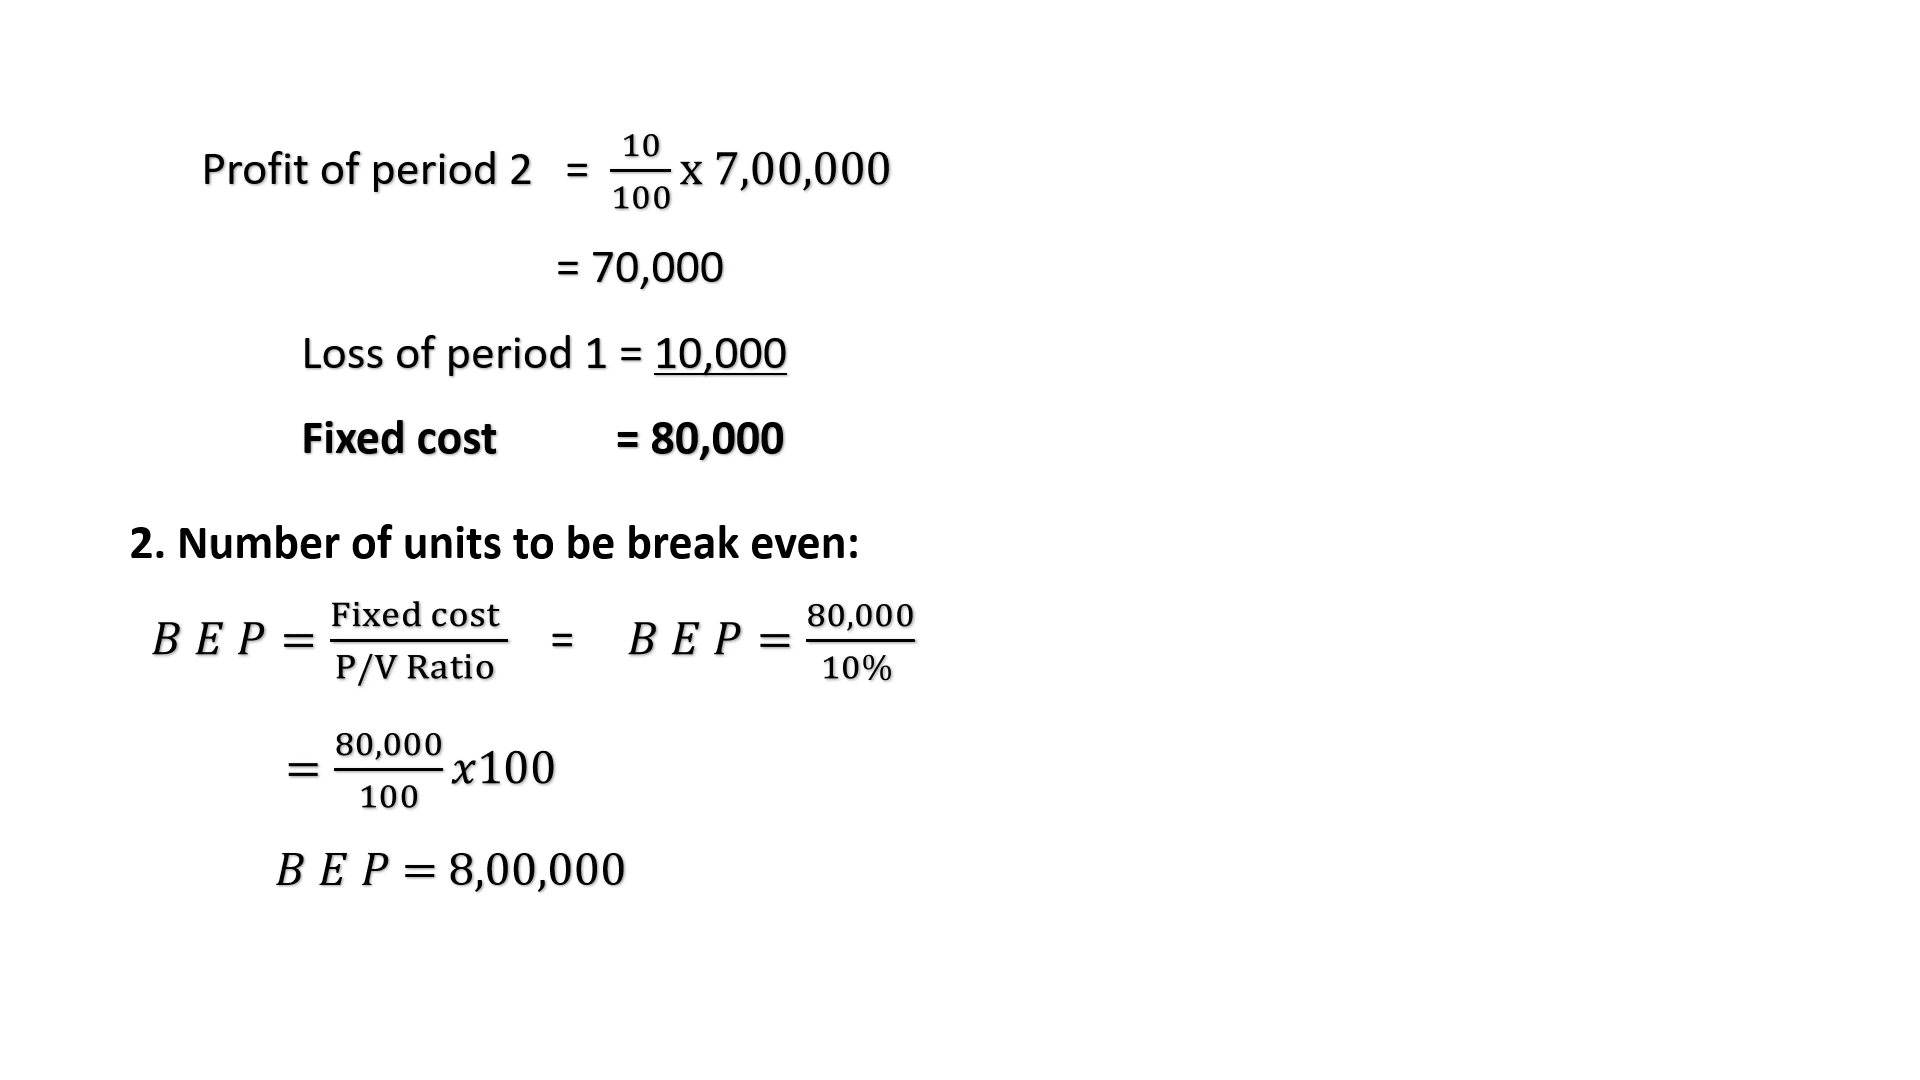 Profit of period 2 = 10/100 x 7,00,000
= 70,000
Loss of period 1 = 10,000
Fixed cost = 80,000
2. Number of units to be break even:
B E P = Fixed cost/P/V Ratio = B E P = 80,000/10%
= 80,000/100 x100
B E P = 8,00,000